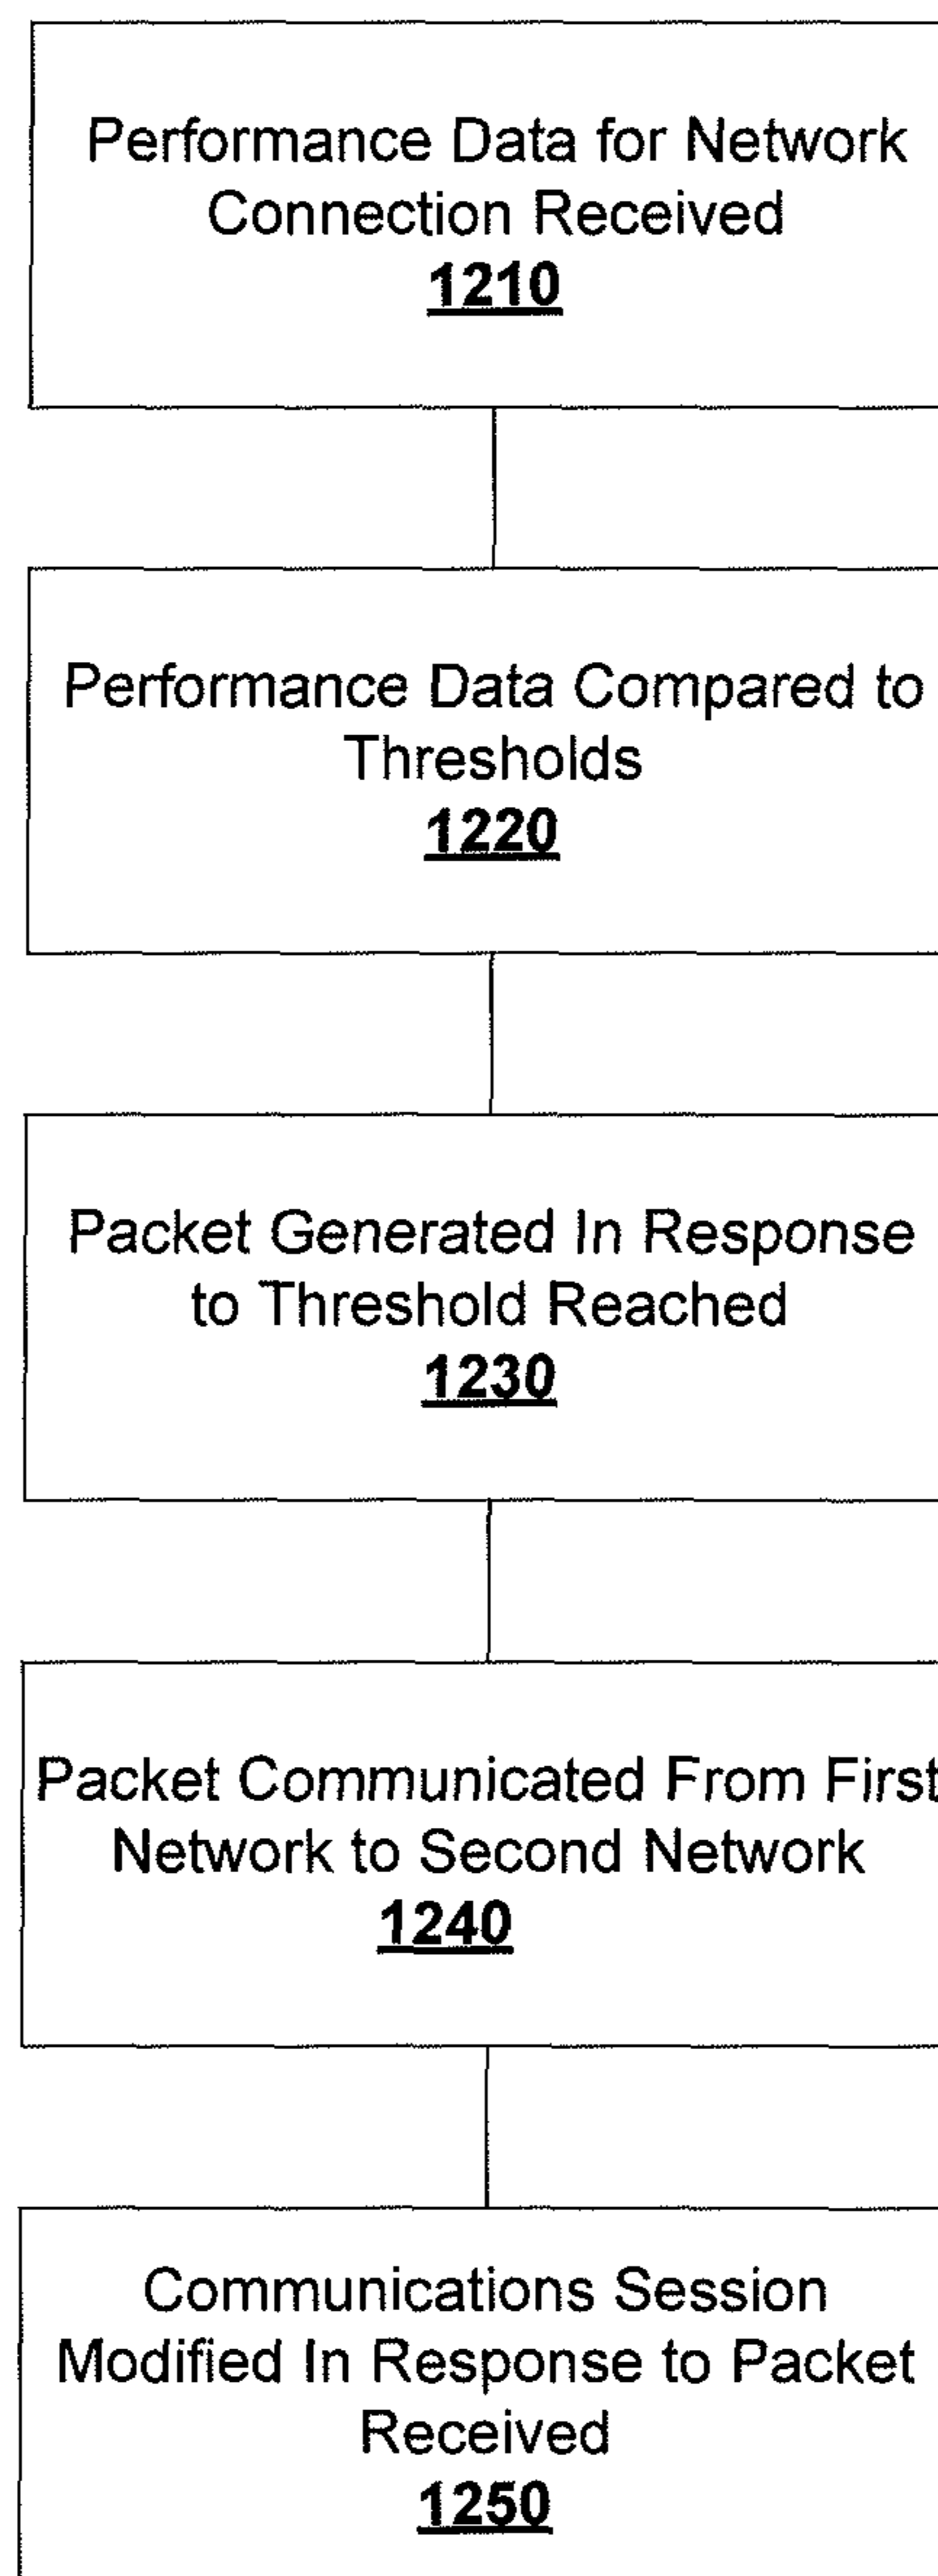 Performance Data for Network
Connection Received
1210
Performance Data Compared to
Thresholds
1220
Packet Generated In Response
to Threshold Reached
1230
Packet Communicated From First
Network to Second Network
1240
Communications Session
Modified In Response to Packet
Received
1250